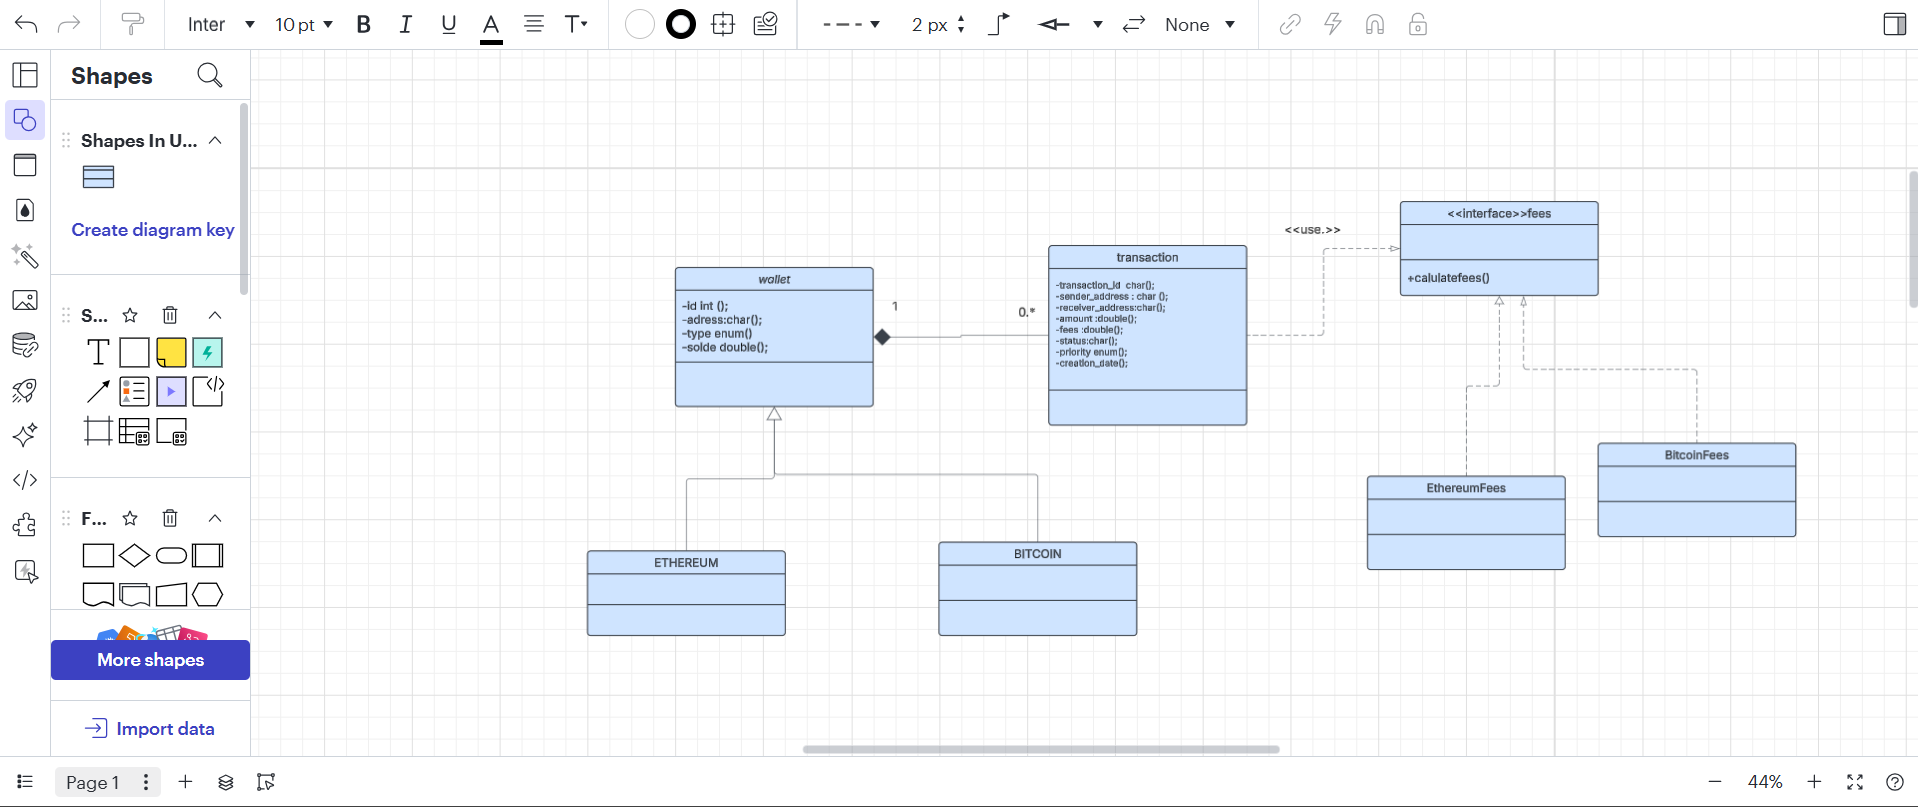 Inter
10 pt
B
I
U
A
T
2 px
None
Shapes
Shapes In U...
Create diagram key
S...
T
F...
More shapes
Import data
wallet
-id int ();
-adress:char();
-type enum()
-solde double();
1
0.*
transaction
-transaction_id  char();
-sender_address : char ();
-receiver_address:char();
-amount :double();
-fees :double();
-status:char();
-priority enum();
-creation_date();
<<use.>>
<<interface>>fees
+calulatefees()
ETHEREUM
BITCOIN
EthereumFees
BitcoinFees
Page 1
44%